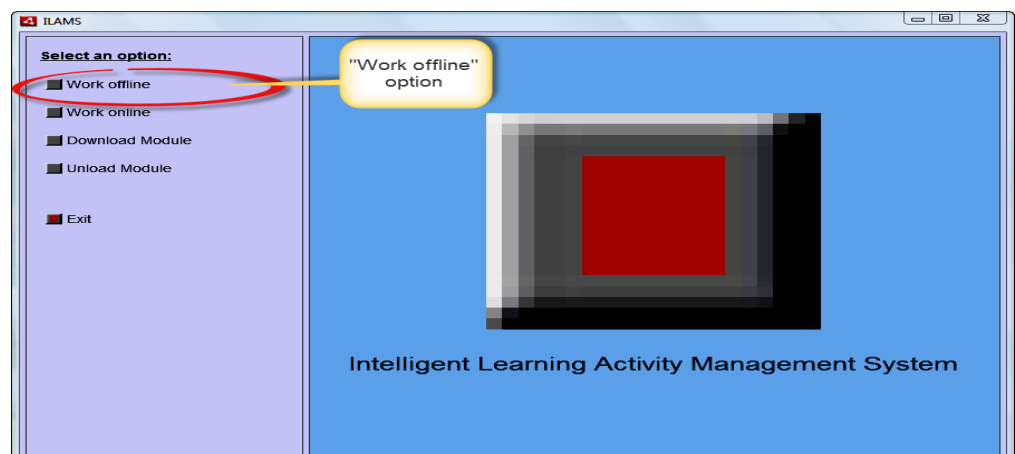 ILAMS
Select an option:
Work offline
Work online
Download Module
Unload Module
Exit
"Work offline"
option
Intelligent Learning Activity Management System